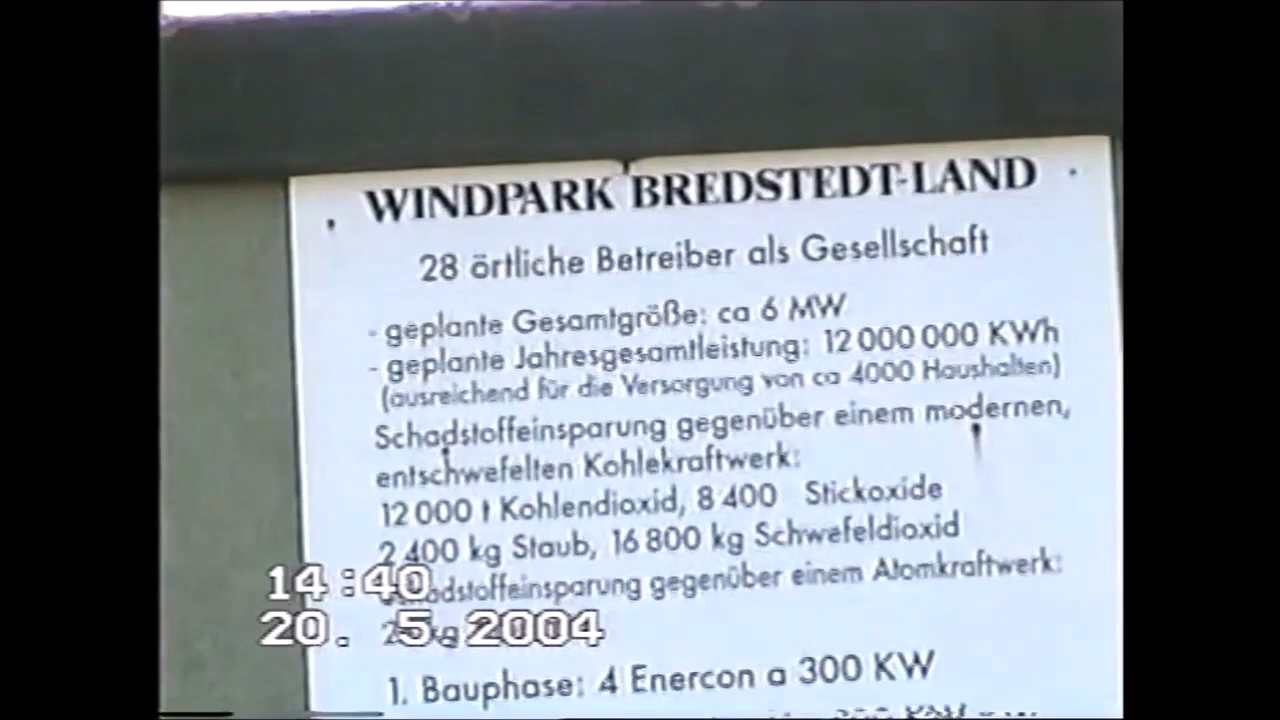 WINDPARK BREDSTEDT-LAND
28 örtliche Betreiber als Gesellschaft
- geplante Gesamtgröße: ca 6 MW
- geplante Jahresgesamtleistung: 12 000 000 KWh
(ausreichend für die Versorgung von ca 4000 Haushalten)
Schadstoffeinsparung gegenüber einem modernen,
entschwefelten Kohlekraftwerk:
12 000 t Kohlendioxid, 8 400 Stickoxide
2 400 kg Staub, 16 800 kg Schwefeldioxid
Schadstoffeinsparung gegenüber einem Atomkraftwerk:
14:40
20. 5. 2004
1. Bauphase: 4 Enercon a 300 KW